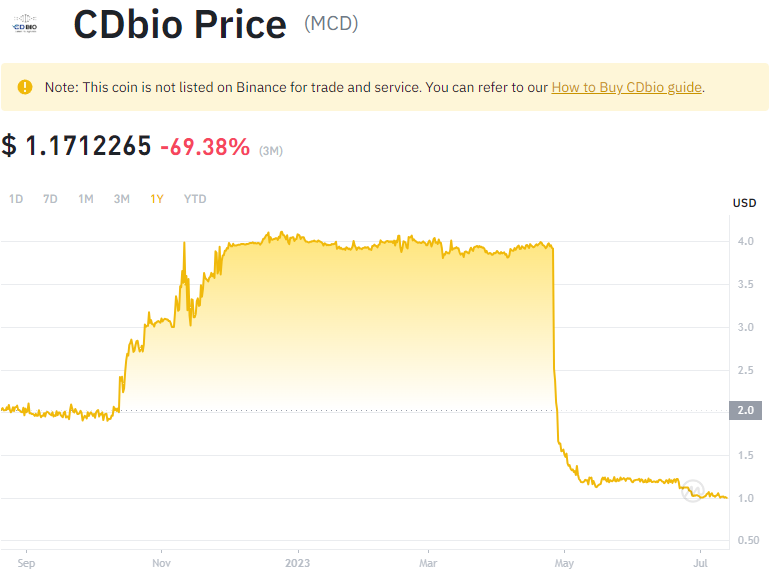 CD BIO
CDbio Price (MCD)
Note: This coin is not listed on Binance for trade and service. You can refer to our How to Buy CDbio guide.
$ 1.1712265 -69.38% (3M)
1D 7D 1M 3M 1Y YTD
USD
4.0
3.5
3.0
2.5
2.0
1.5
1.0
0.50
Sep Nov 2023 Mar May Jul